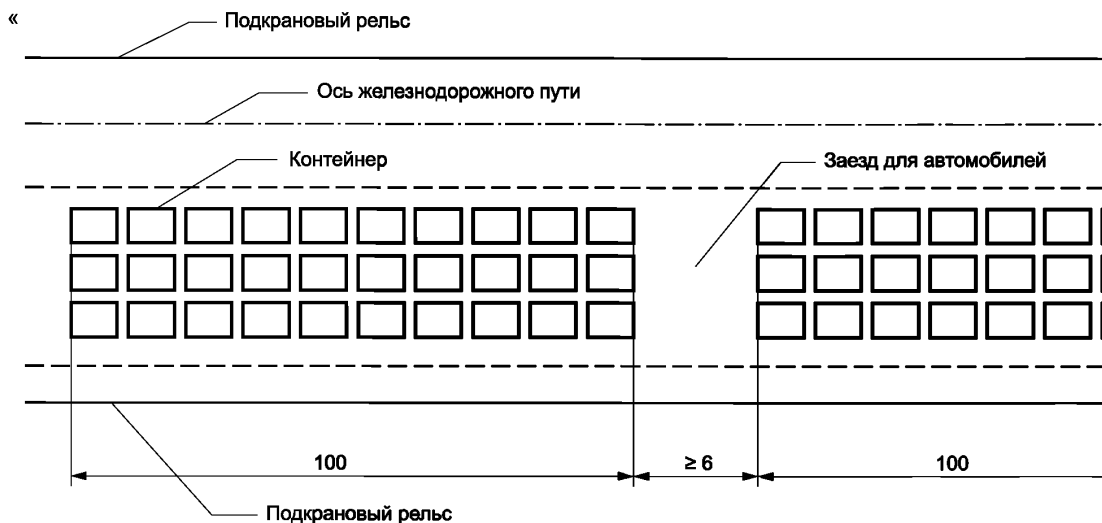 «
Подкрановый рельс
Ось железнодорожного пути
Контейнер
Заезд для автомобилей
100
≥ 6
100
Подкрановый рельс